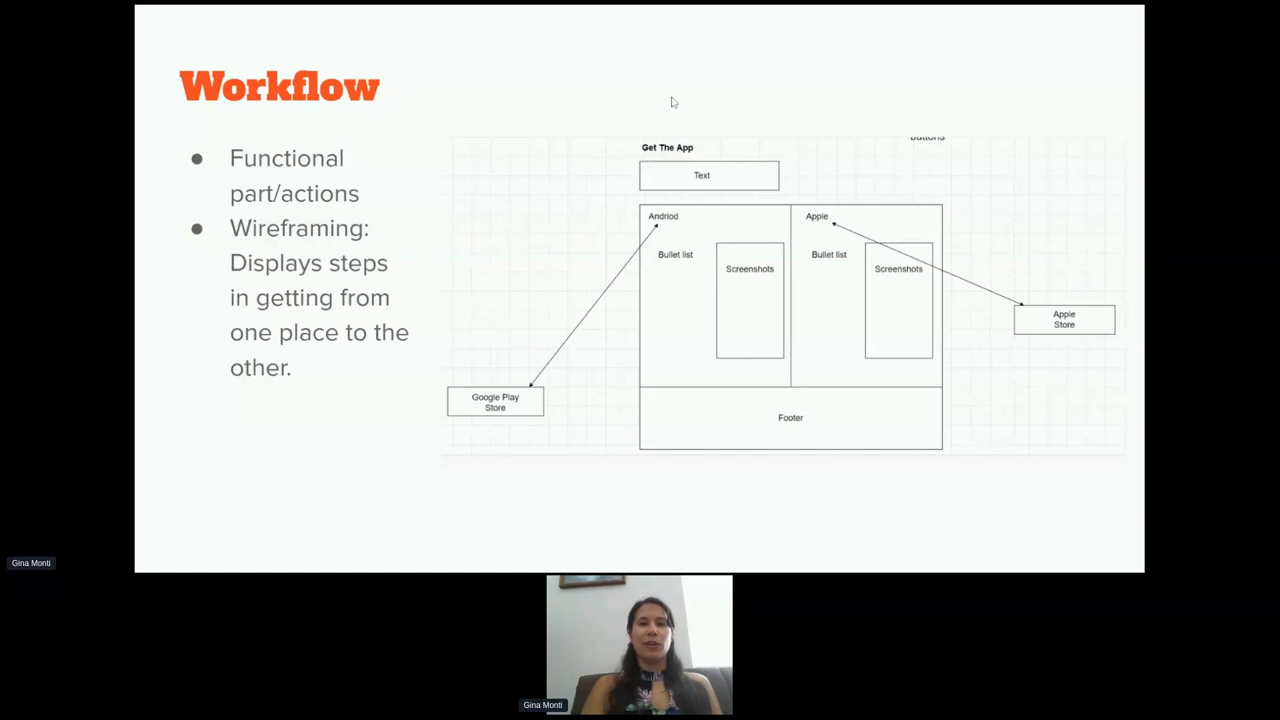 Workflow
● Functional
part/actions
● Wireframing:
Displays steps
in getting from
one place to the
other.
buttons
Get The App
Text
Andriod
Apple
Bullet list
Screenshots
Bullet list
Screenshots
Apple
Store
Google Play
Store
Footer
Gina Monti
Gina Monti